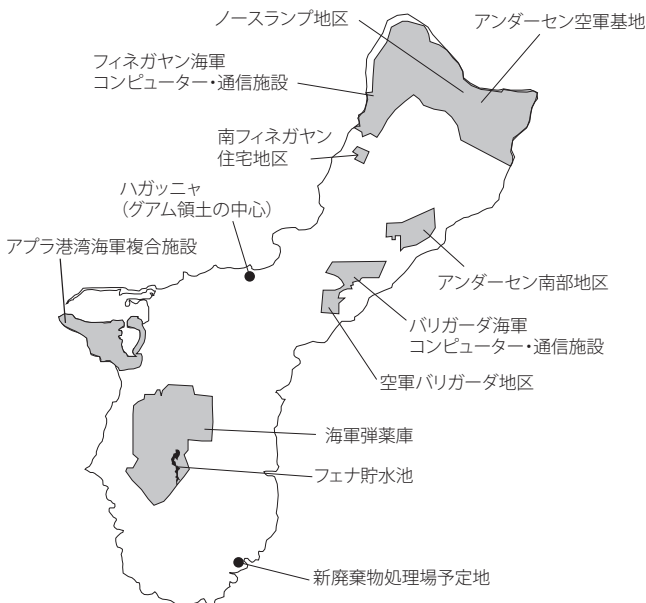 ノースランプ地区
アンダーセン空軍基地
フィネガヤン海軍
コンピューター・通信施設
南フィネガヤン
住宅地区
ハガッニャ
（グアム領土の中心）
アプラ港湾海軍複合施設
アンダーセン南部地区
バリガーダ海軍
コンピューター・通信施設
空軍バリガーダ地区
海軍弾薬庫
フェナ貯水池
新廃棄物処理場予定地